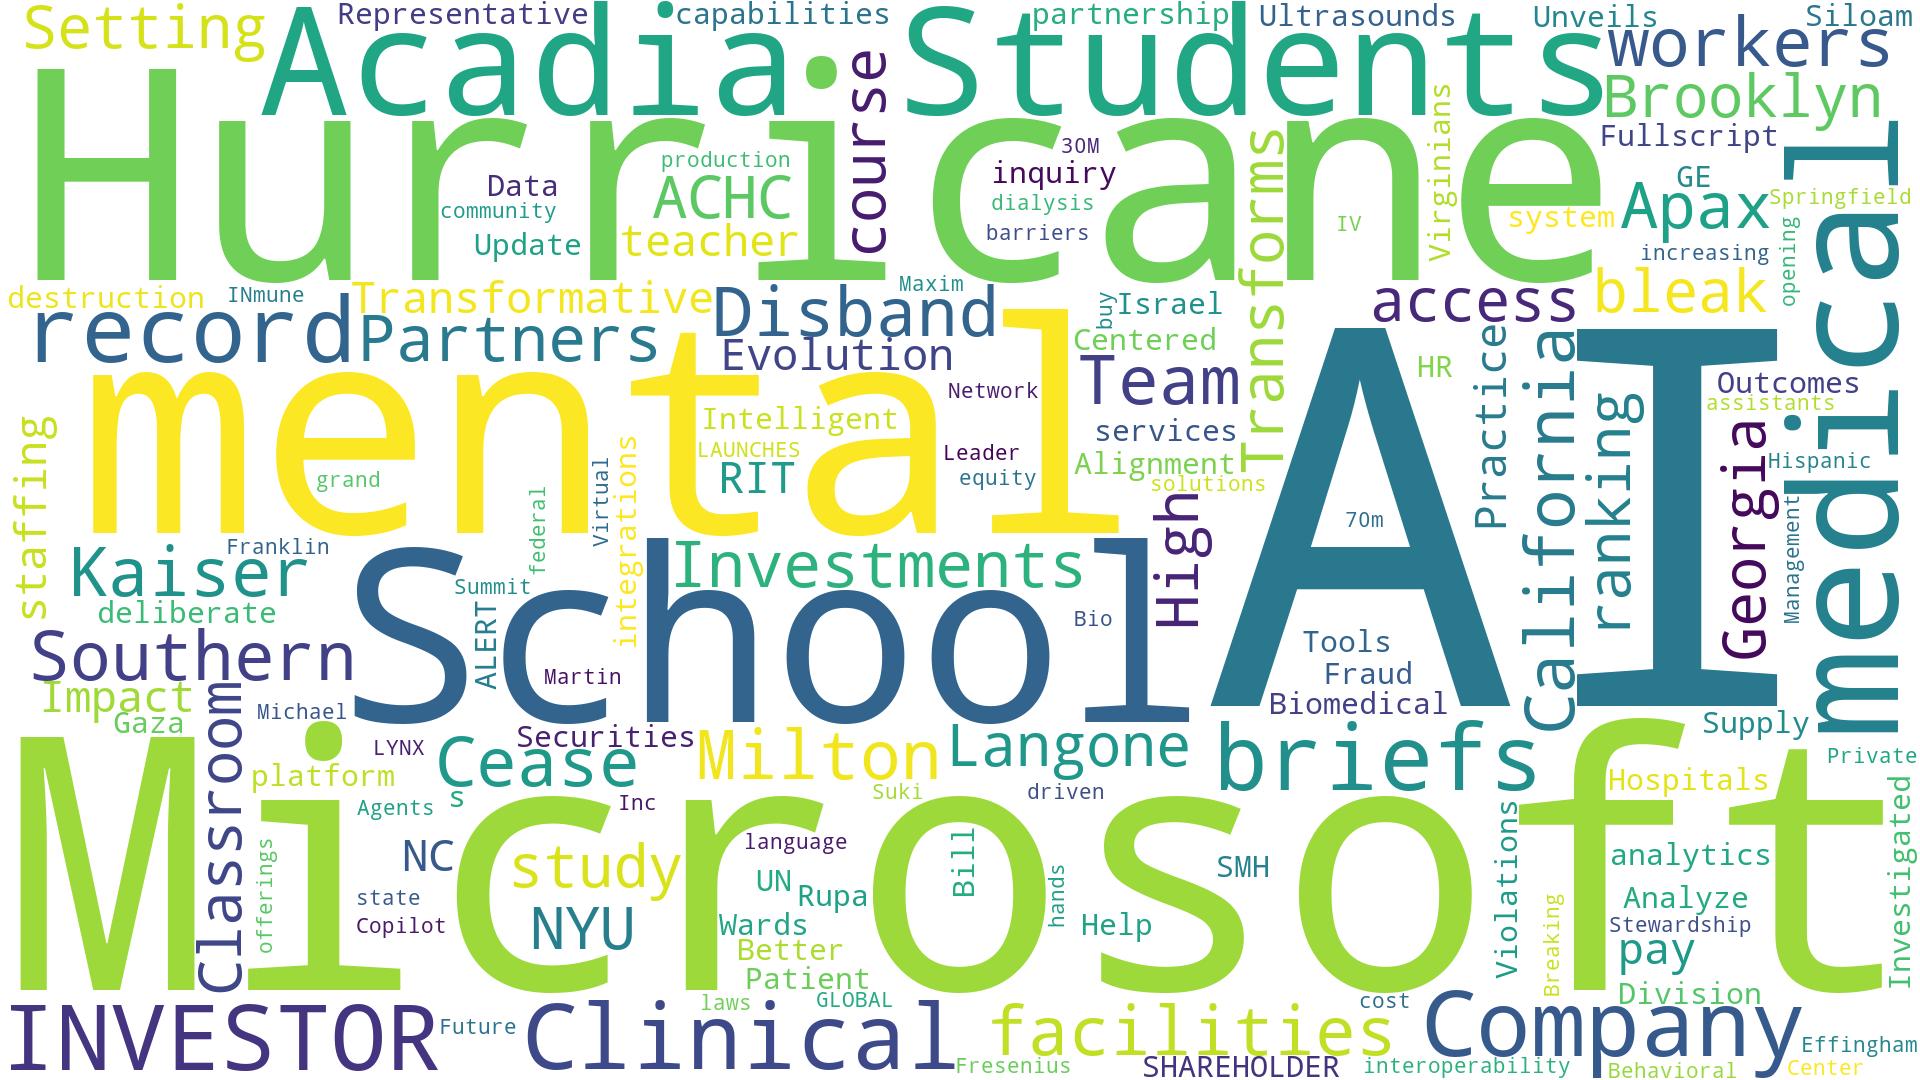 Setting
Representative
capabilities
partnership
Ultrasounds
Unveils
Siloam
Acadia
Students
workers
Hurricane
course
Brooklyn
Virginians
Fullscript
medical
production
30M
Transforms
Data
ACHC
inquiry
GE
Apax
Springfield
community
dialysis
IV
system
Update
teacher
barriers
increasing
opening
destruction
INmune
Transformative
Disband
Maxim
buy
Israel
access
bleak
record
Partners
Evolution
Centered
Team
HR
Practice
California
ranking
Outcomes
mental
Network
AI
assistants
staffing
Intelligent
services
Georgia
LAUNCHES
Leader
Alignment
Hispanic
grand
RIT
equity
solutions
federal
Virtual
integrations
High
70m
Management
Kaiser
Franklin
Summit
Investments
deliberate
School
ALERT
Bio
Southern
Martin
Tools
Fraud
Impact
Biomedical
Gaza
Classroom
Michael
LYNX
Securities
Milton
Langone
briefs
Supply
Microsoft
platform
Cease
Private
Agents
s
Inc
Suki
driven
Hospitals
offerings
NC
study
language
Bill
SMH
Violations
analytics
Investigated
UN
hands
state
Rupa
Analyze
Copilot
NYU
Wards
Help
Breaking
Stewardship
Better
pay
Patient
Division
INVESTOR
Future
Clinical
laws
GLOBAL
facilities
cost
Company
Effingham
Fresenius
SHAREHOLDER
interoperability
Behavioral
Center